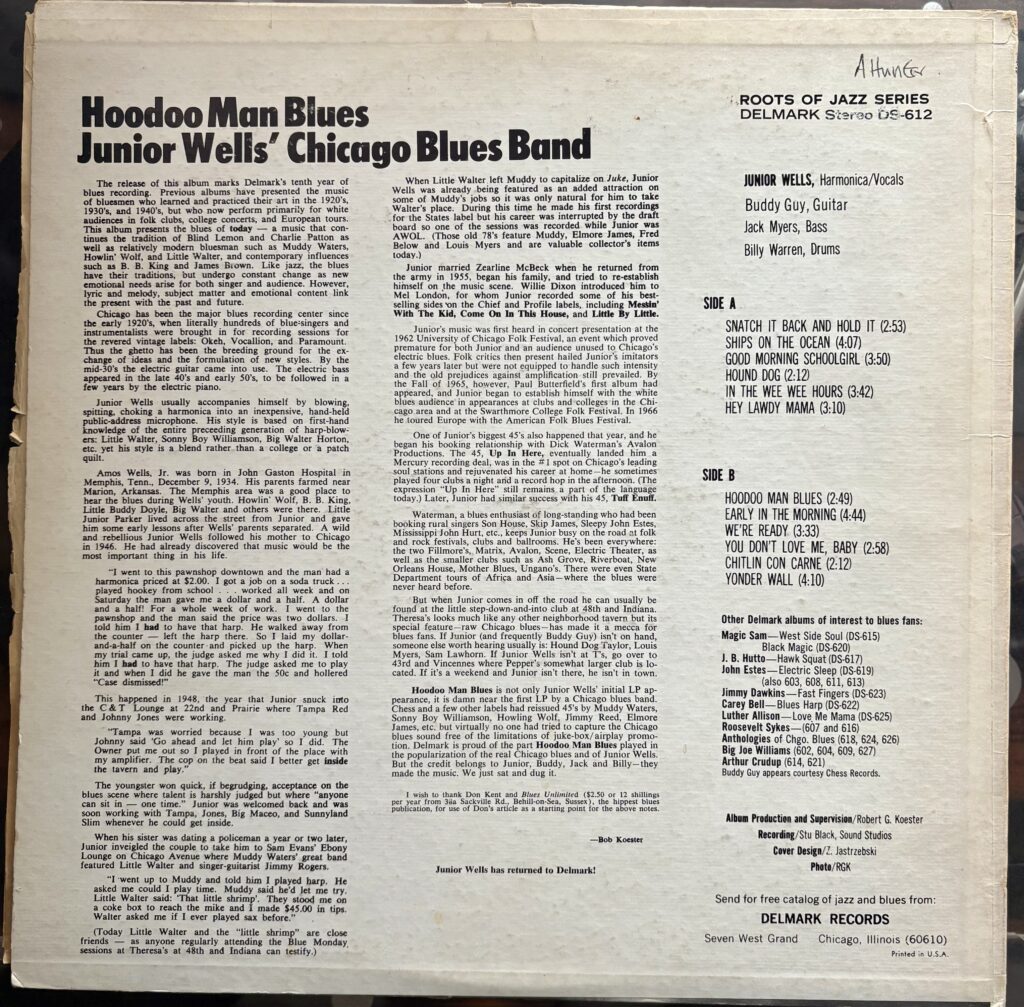 A Hunter
ROOTS OF JAZZ SERIES
DELMARK Stereo DS-612
Hoodoo Man Blues
Junior Wells' Chicago Blues Band
The release of this album marks Delmark's tenth year of
blues recording. Previous albums have presented the music
of bluesmen who learned and practiced their art in the 1920's,
1930's, and 1940's, but who now perform primarily for white
audiences in folk clubs, college concerts, and European tours.
This album presents the blues of today — a music that con-
tinues the tradition of Blind Lemon and Charlie Patton as
well as relatively modern bluesman such as Muddy Waters,
Howlin' Wolf, and Little Walter, and contemporary influences
such as B. B. King and James Brown. Like jazz, the blues
have their traditions, but undergo constant change as new
emotional needs arise for both singer and audience. However,
lyric and melody, subject matter and emotional content link
the present with the past and future.
Chicago has been the major blues recording center since
the early 1920's, when literally hundreds of blue-singers and
instrumentalists were brought in for recording sessions for
the revered vintage labels: Okeh, Vocallion, and Paramount.
Thus the ghetto has been the breeding ground for the ex-
change of ideas and the formulation of new styles. By the
mid-30's the electric guitar came into use. The electric bass
appeared in the late 40's and early 50's, to be followed in a
few years by the electric piano.
Junior Wells usually accompanies himself by blowing,
spitting, choking a harmonica into an inexpensive, hand-held
public-address microphone. His style is based on first-hand
knowledge of the entire preceeding generation of harp-blow-
ers: Little Walter, Sonny Boy Williamson, Big Walter Horton,
etc. yet his style is a blend rather than a college or a patch
quilt.
Amos Wells, Jr. was born in John Gaston Hospital in
Memphis, Tenn., December 9, 1934. His parents farmed near
Marion, Arkansas. The Memphis area was a good place to
hear the blues during Wells' youth. Howlin' Wolf, B. B. King,
Little Buddy Doyle, Big Walter and others were there. Little
Junior Parker lived across the street from Junior and gave
him some early lessons after Wells' parents separated. A wild
and rebellious Junior Wells followed his mother to Chicago
in 1946. He had already discovered that music would be the
most important thing in his life.
"I went to this pawnshop downtown and the man had a
harmonica priced at $2.00. I got a job on a soda truck . . .
played hookey from school . . . worked all week and on
Saturday the man gave me a dollar and a half. A dollar
and a half! For a whole week of work. I went to the
pawnshop and the man said the price was two dollars. I
told him I had to have that harp. He walked away from
the counter — left the harp there. So I laid my dollar-
and-a-half on the counter and picked up the harp. When
my trial came up, the judge asked me why I did it. I told
him I had to have that harp. The judge asked me to play
it and when I did he gave the man the 50c and hollered
"Case dismissed!"
This happened in 1948, the year that Junior snuck into
the C & T Lounge at 22nd and Prairie where Tampa Red
and Johnny Jones were working.
"Tampa was worried because I was too young but
Johnny said 'Go ahead and let him play' so I did. The
Owner put me out so I played in front of the place with
my amplifier. The cop on the beat said I better get inside
the tavern and play."
The youngster won quick, if begrudging, acceptance on the
blues scene where talent is harshly judged but where "anyone
can sit in — one time." Junior was welcomed back and was
soon working with Tampa, Jones, Big Maceo, and Sunnyland
Slim whenever he could get inside.
When his sister was dating a policeman a year or two later,
Junior inveigled the couple to take him to Sam Evans' Ebony
Lounge on Chicago Avenue where Muddy Waters' great band
featured Little Walter and singer-guitarist Jimmy Rogers.
"I went up to Muddy and told him I played harp. He
asked me could I play time. Muddy said he'd let me try.
Little Walter said: 'That little shrimp'. They stood me on
a coke box to reach the mike and I made $45.00 in tips.
Walter asked me if I ever played sax before."
(Today Little Walter and the "little shrimp" are close
friends — as anyone regularly attending the Blue Monday
sessions at Theresa's at 48th and Indiana can testify.)
When Little Walter left Muddy to capitalize on Juke, Junior
Wells was already being featured as an added attraction on
some of Muddy's jobs so it was only natural for him to take
Walter's place. During this time he made his first recordings
for the States label but his career was interrupted by the draft
board so one of the sessions was recorded while Junior was
AWOL. (Those old 78's feature Muddy, Elmore James, Fred
Below and Louis Myers and are valuable collector's items
today.)
Junior married Zearline McBeck when he returned from
the army in 1955, began his family, and tried to re-establish
himself on the music scene. Willie Dixon introduced him to
Mel London, for whom Junior recorded some of his best-
selling sides on the Chief and Profile labels, including Messin'
With The Kid, Come On In This House, and Little By Little.
Junior's music was first heard in concert presentation at the
1962 University of Chicago Folk Festival, an event which proved
premature for both Junior and an audience unused to Chicago's
electric blues. Folk critics then present hailed Junior's imitators
a few years later but were not equipped to handle such intensity
and the old prejudices against amplification still prevailed. By
the Fall of 1965, however, Paul Butterfield's first album had
appeared, and Junior began to establish himself with the white
blues audience in appearances at clubs and colleges in the Chi-
cago area and at the Swarthmore College Folk Festival. In 1966
he toured Europe with the American Folk Blues Festival.
One of Junior's biggest 45's also happened that year, and he
began his booking relationship with Dick Waterman's Avalon
Productions. The 45, Up In Here, eventually landed him a
Mercury recording deal, was in the #1 spot on Chicago's leading
soul stations and rejuvenated his career at home—he sometimes
played four clubs a night and a record hop in the afternoon. (The
expression "Up In Here" still remains a part of the language
today.) Later, Junior had similar success with his 45, Tuff Enuff.
Waterman, a blues enthusiast of long-standing who had been
booking rural singers Son House, Skip James, Sleepy John Estes,
Mississippi John Hurt, etc., keeps Junior busy on the road at folk
and rock festivals, clubs and ballrooms. He's been everywhere:
the two Fillmore's, Matrix, Avalon, Scene, Electric Theater, as
well as the smaller clubs such as Ash Grove, Riverboat, New
Orleans House, Mother Blues, Ungano's. There were even State
Department tours of Africa and Asia—where the blues were
never heard before.
But when Junior comes in off the road he can usually be
found at the little step-down-and-into club at 48th and Indiana.
Theresa's looks much like any other neighborhood tavern but its
special feature—raw Chicago blues—has made it a mecca for
blues fans. If Junior (and frequently Buddy Guy) isn't on hand,
someone else worth hearing usually is: Hound Dog Taylor, Louis
Myers, Sam Lawhorn. If Junior Wells isn't at T's, go over to
43rd and Vincennes where Pepper's somewhat larger club is lo-
cated. If it's a weekend and Junior isn't there, he isn't in town.
Hoodoo Man Blues is not only Junior Wells' initial LP ap-
pearance, it is damn near the first LP by a Chicago blues band.
Chess and a few other labels had reissued 45's by Muddy Waters,
Sonny Boy Williamson, Howling Wolf, Jimmy Reed, Elmore
James, etc, but virtually no one had tried to capture the Chicago
blues sound free of the limitations of juke-box/airplay promo-
tion. Delmark is proud of the part Hoodoo Man Blues played in
the popularization of the real Chicago blues and of Junior Wells.
But the credit belongs to Junior, Buddy, Jack and Billy—they
made the music. We just sat and dug it.
I wish to thank Don Kent and Blues Unlimited ($2.50 or 12 shillings
per year from 38a Sackville Rd., Behill-on-Sea, Sussex), the hippest blues
publication, for use of Don's article as a starting point for the above notes.
—Bob Koester
Junior Wells has returned to Delmark!
JUNIOR WELLS, Harmonica/Vocals
Buddy Guy, Guitar
Jack Myers, Bass
Billy Warren, Drums
SIDE A
SNATCH IT BACK AND HOLD IT (2:53)
SHIPS ON THE OCEAN (4:07)
GOOD MORNING SCHOOLGIRL (3:50)
HOUND DOG (2:12)
IN THE WEE WEE HOURS (3:42)
HEY LAWDY MAMA (3:10)
SIDE B
HOODOO MAN BLUES (2:49)
EARLY IN THE MORNING (4:44)
WE'RE READY (3:33)
YOU DON'T LOVE ME, BABY (2:58)
CHITLIN CON CARNE (2:12)
YONDER WALL (4:10)
Other Delmark albums of interest to blues fans:
Magic Sam—West Side Soul (DS-615)
Black Magic (DS-620)
J. B. Hutto—Hawk Squat (DS-617)
John Estes—Electric Sleep (DS-619)
(also 603, 608, 611, 613)
Jimmy Dawkins—Fast Fingers (DS-623)
Carey Bell—Blues Harp (DS-622)
Luther Allison—Love Me Mama (DS-625)
Roosevelt Sykes—(607 and 616)
Anthologies of Chgo. Blues (618, 624, 626)
Big Joe Williams (602, 604, 609, 627)
Arthur Crudup (614, 621)
Buddy Guy appears courtesy Chess Records.
Album Production and Supervision/Robert G. Koester
Recording/Stu Black, Sound Studios
Cover Design/Z. Jastrzebski
Photo/RGK
Send for free catalog of jazz and blues from:
DELMARK RECORDS
Seven West Grand Chicago, Illinois (60610)
Printed in U.S.A.